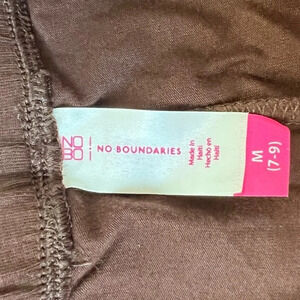 NO
BO
NO BOUNDARIES
Made in
Haiti
Hecho en
Haiti
M
(7-9)